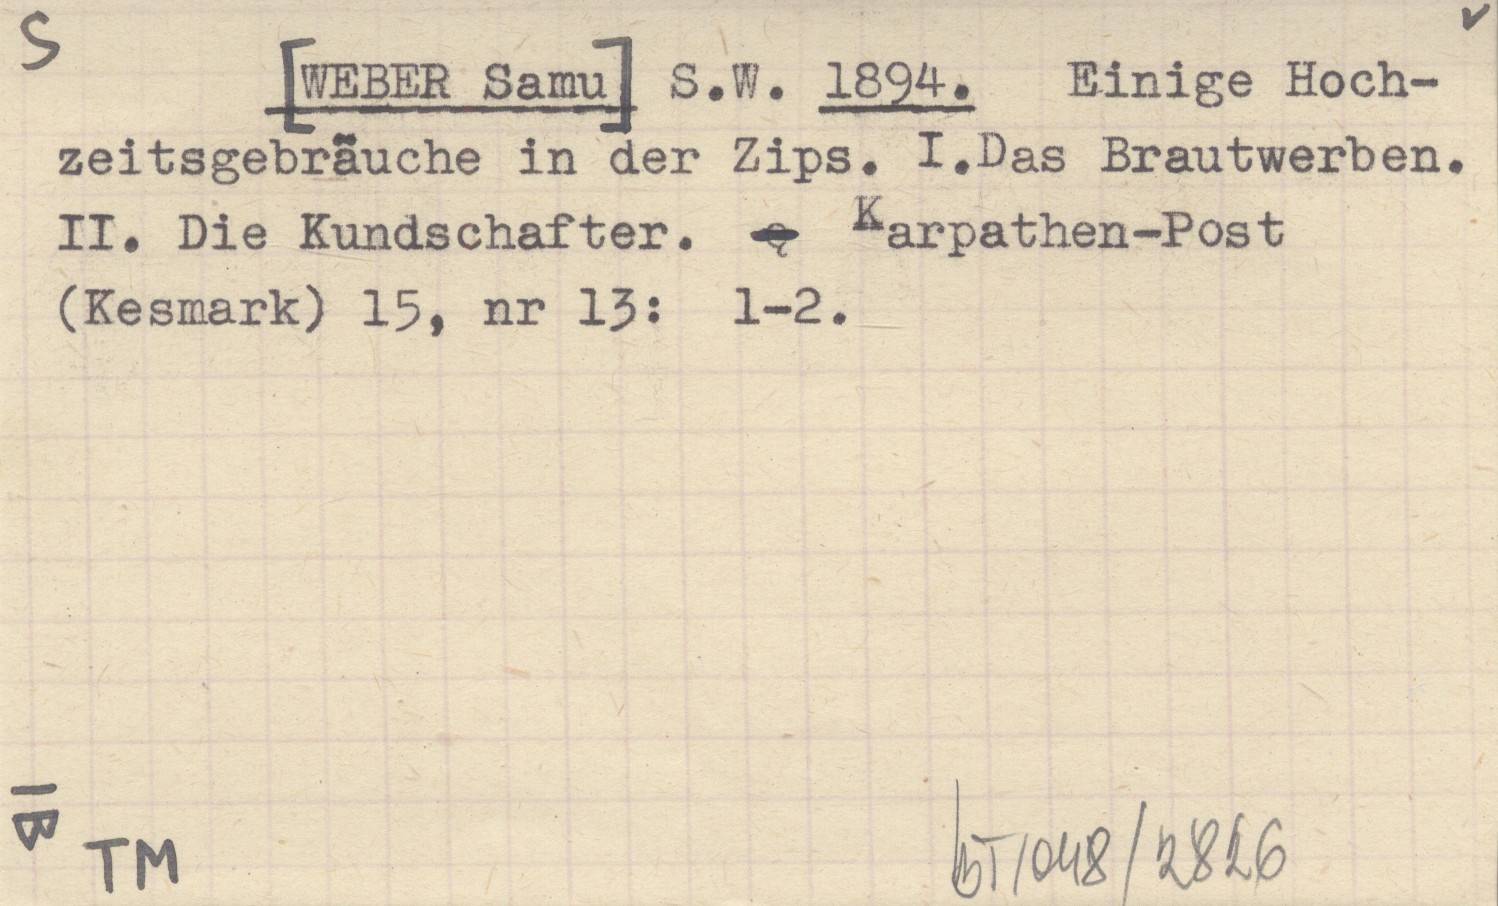 S
[WEBER Samu] S.W. 1894. Einige Hoch-
zeitsgebräuche in der Zips. I.Das Brautwerben.
II. Die Kundschafter. Karpathen-Post
(Kesmark) 15, nr 13: 1-2.
IB
TM
BT/048/2826